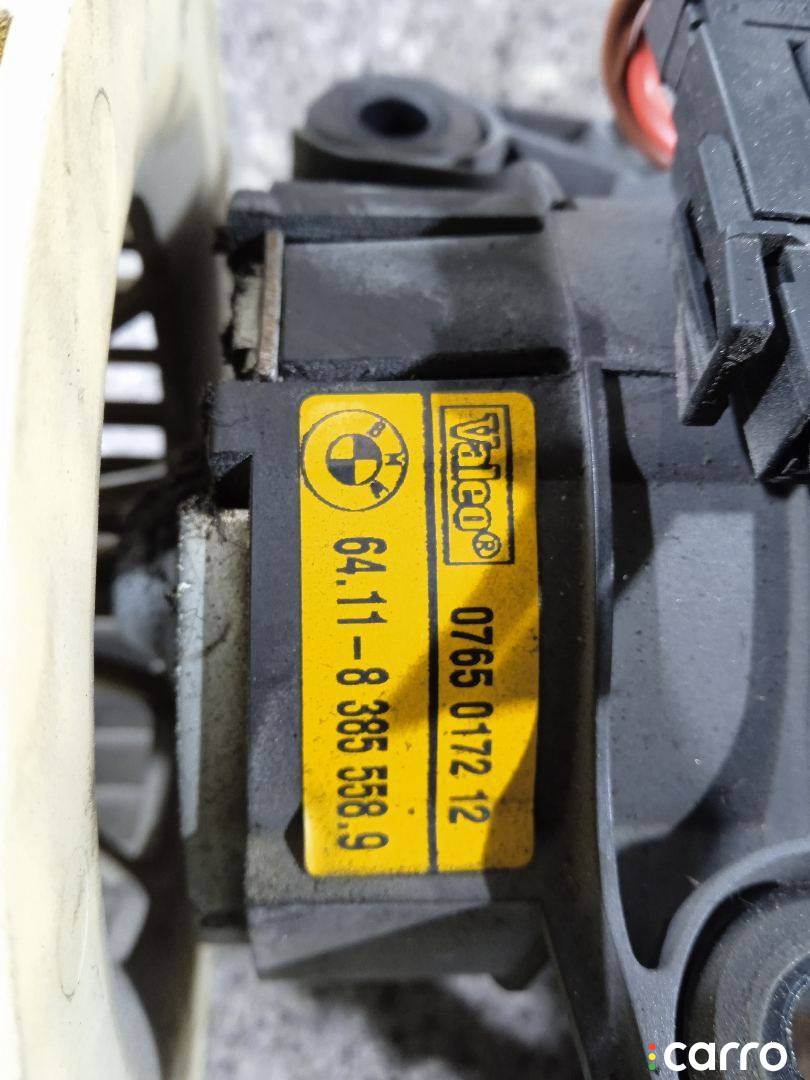 Valeo® 0765 0172 12
BMW 64.11-8 385 558.9
carro